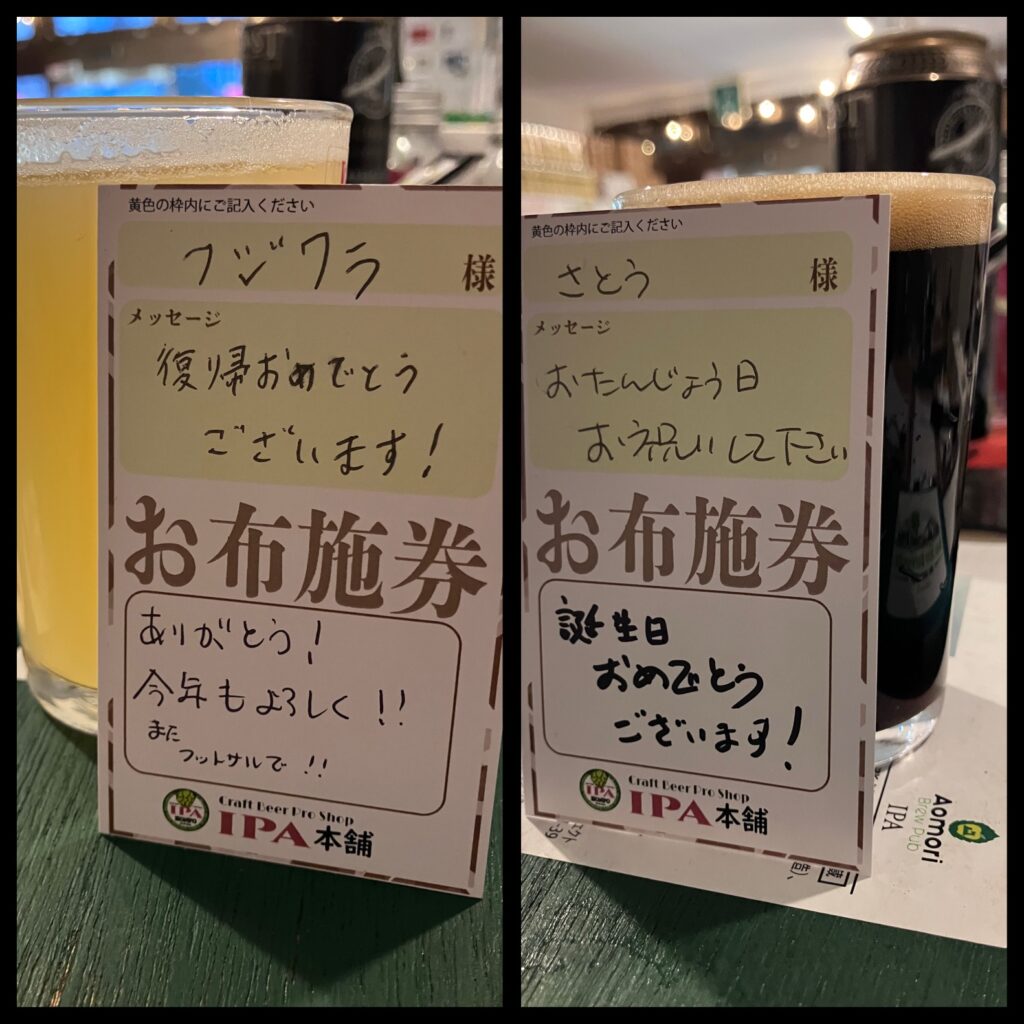 黄色の枠内にご記入ください
フジワラ 様
メッセージ
復帰おめでとう
ございます!
お布施券
ありがとう!
今年もよろしく!!
また
フットサルで!!
IPA
Craft Beer Pro Shop
IPA本舗
黄色の枠内にご記入ください
さとう 様
メッセージ
おたんじょう日
お祝いして下さい
お布施券
誕生日
おめでとう
ございます!
IPA
Craft Beer Pro Shop
IPA本舗
Aomori
Brew Pub
IPA